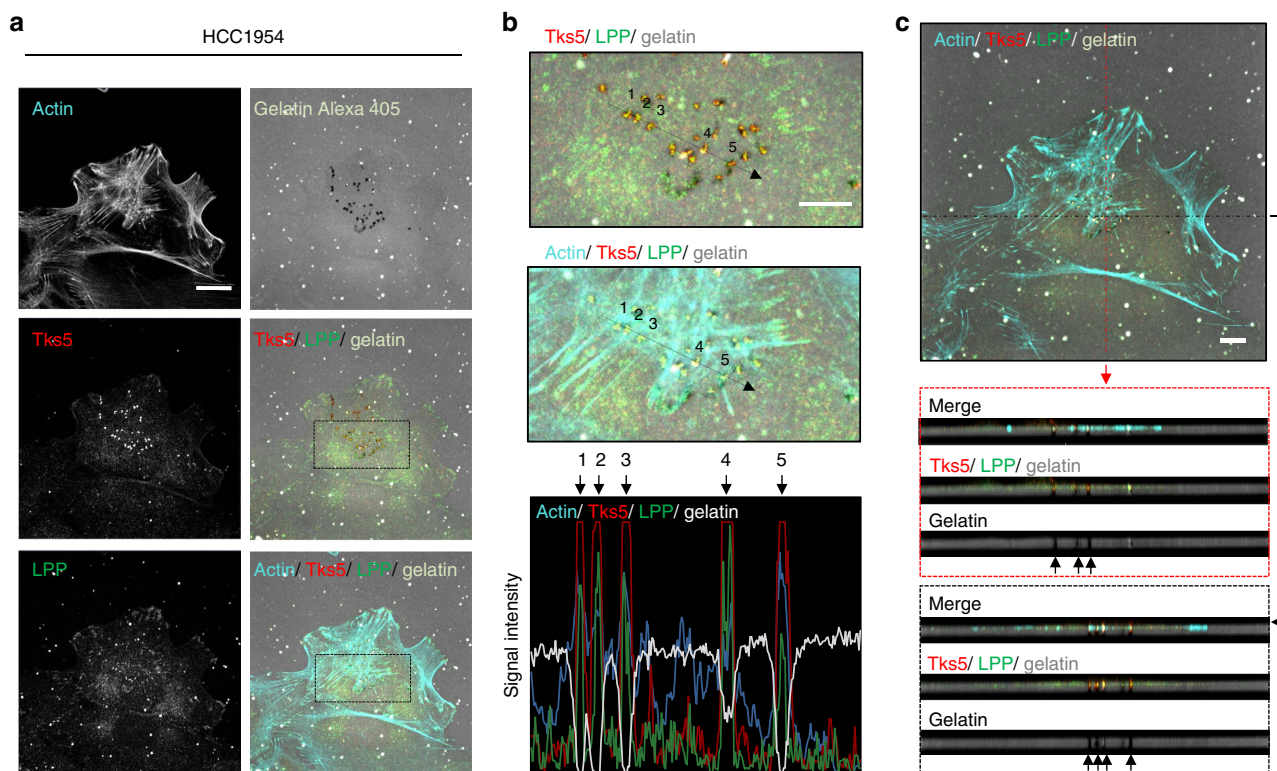 a
HCC1954
Actin
Gelatin Alexa 405
Tks5
Tks5/ LPP/ gelatin
LPP
Actin/ Tks5/ LPP/ gelatin
b
Tks5/ LPP/ gelatin
1
2
3
4
5
Actin/ Tks5/ LPP/ gelatin
1
2
3
4
5
1 2 3 4 5
Actin/ Tks5/ LPP/ gelatin
Signal intensity
c
Actin/ Tks5/ LPP/ gelatin
Merge
Tks5/ LPP/ gelatin
Gelatin
Merge
Tks5/ LPP/ gelatin
Gelatin